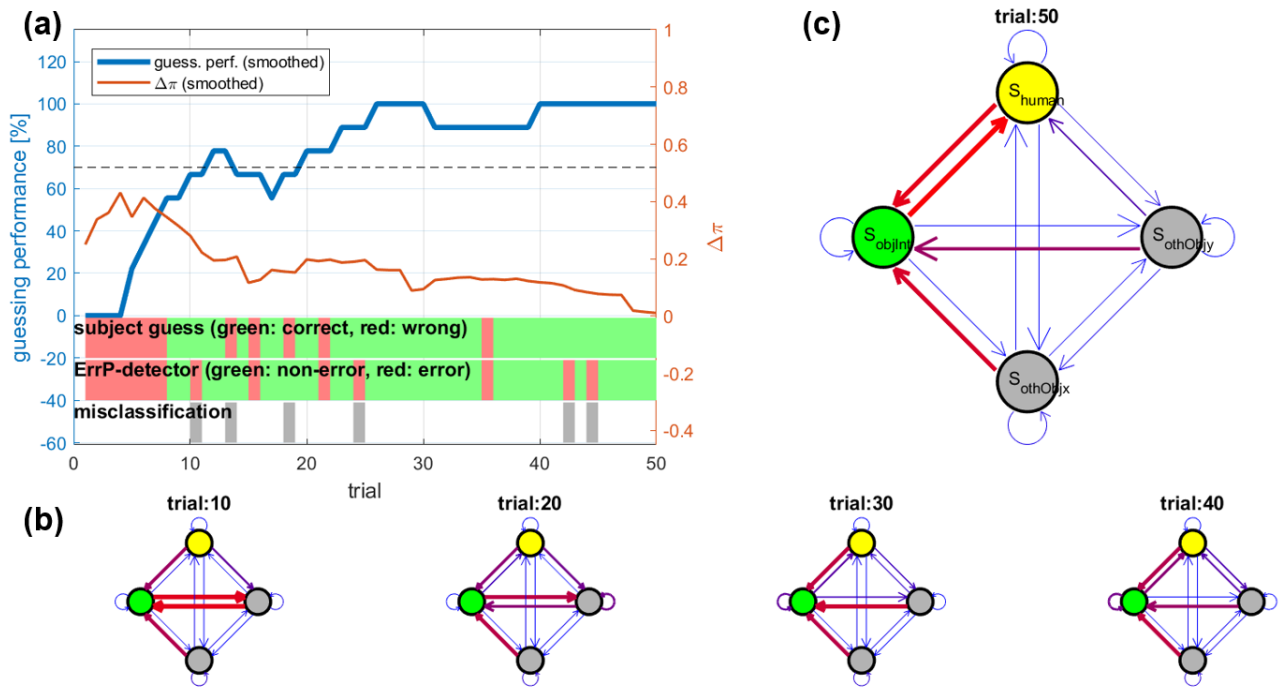 (a)
guess. perf. (smoothed)
Δπ (smoothed)
guessing performance [%]
120
100
80
60
40
20
0
-20
-40
-60
1
0.8
0.6
0.4
0.2
0
-0.2
-0.4
Δπ
subject guess (green: correct, red: wrong)
ErrP-detector (green: non-error, red: error)
misclassification
0 10 20 30 40 50
trial
(c)
trial:50
S_human
S_objInt
S_othObjy
S_othObjx
(b)
trial:10
trial:20
trial:30
trial:40